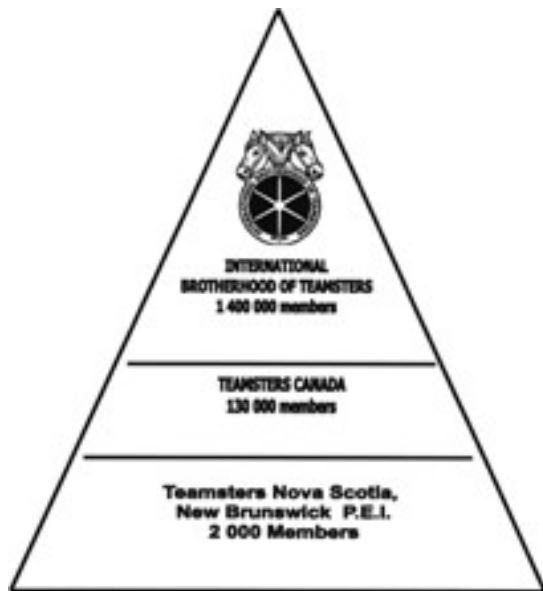 INTERNATIONAL
BROTHERHOOD OF TEAMSTERS
1 400 000 members
TEAMSTERS CANADA
130 000 members
Teamsters Nova Scotia,
New Brunswick P.E.I.
2 000 Members